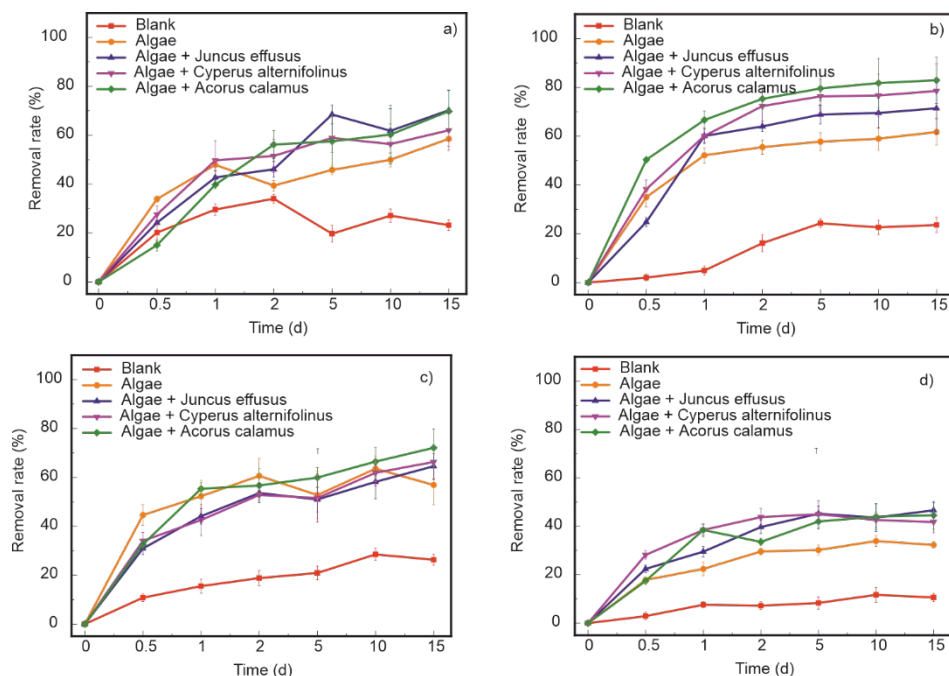 a)
Blank
Algae
Algae + Juncus effusus
Algae + Cyperus alternifolinus
Algae + Acorus calamus
Removal rate (%)
100
80
60
40
20
0
0 0.5 1 2 5 10 15
Time (d)
b)
Blank
Algae
Algae + Juncus effusus
Algae + Cyperus alternifolinus
Algae + Acorus calamus
Removal rate (%)
100
80
60
40
20
0
0 0.5 1 2 5 10 15
Time (d)
c)
Blank
Algae
Algae + Juncus effusus
Algae + Cyperus alternifolinus
Algae + Acorus calamus
Removal rate (%)
100
80
60
40
20
0
0 0.5 1 2 5 10 15
Time (d)
d)
Blank
Algae
Algae + Juncus effusus
Algae + Cyperus alternifolinus
Algae + Acorus calamus
Removal rate (%)
100
80
60
40
20
0
0 0.5 1 2 5 10 15
Time (d)